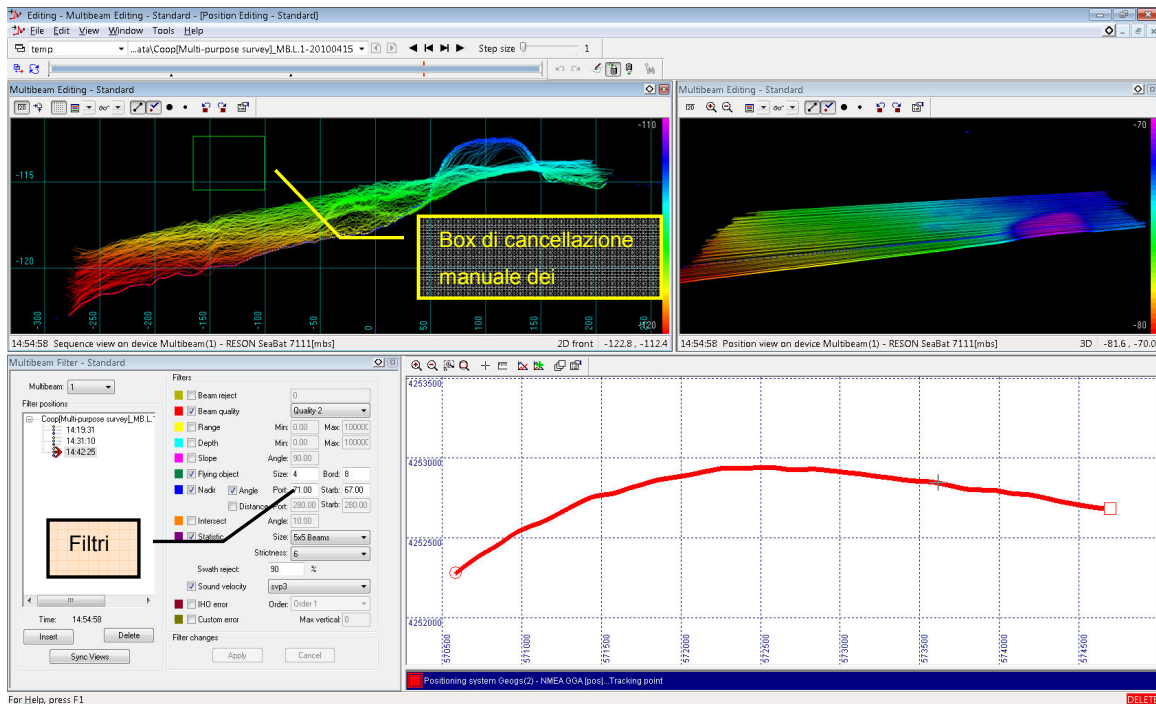 Editing - Multibeam Editing - Standard - [Position Editing - Standard]
File Edit View Window Tools Help
temp ...ata\Coop[Multi-purpose survey]_MB.L.1-20100415 Step size 1
Multibeam Editing - Standard
-110
-115
-120
-120
-300 -250 -200 -150 -100 -50 0 50 100 150 200 250
Box di cancellazione
manuale dei
14:54:58 Sequence view on device Multibeam(1) - RESON SeaBat 7111[mbs] 2D front -122.8 , -112.4
Multibeam Editing - Standard
-70
-80
14:54:58 Position view on device Multibeam(1) - RESON SeaBat 7111[mbs] 3D -81.6 , -70.0
Multibeam Filter - Standard
Multibeam: 1
Filter positions
Coop[Multi-purpose survey]_MB.L.
14:19:31
14:31:10
14:42:25
Filtri
Time: 14:54:58
Insert Delete
Sync Views
Filters
Beam reject 0
Beam quality Quality 2
Range Min: 0.00 Max: 10000
Depth Min: 0.00 Max: 10000
Slope Angle: 90.00
Flying object Size: 4 Bord: 8
Nadir Angle Port: 71.00 Starb: 67.00
Distance Port: 280.00 Starb: 280.00
Intersect Angle: 10.00
Statistic Size: 5x5 Beams
Strictness: 6
Swath reject: 90 %
Sound velocity svp3
IHO error Order: Order 1
Custom error Max vertical: 0
Filter changes
Apply Cancel
4253500
4253000
4252500
4252000
570500 571000 571500 572000 572500 573000 573500 574000 574500
Positioning system Geogs(2) - NMEA GGA [pos]...Tracking point
For Help, press F1
DELETE